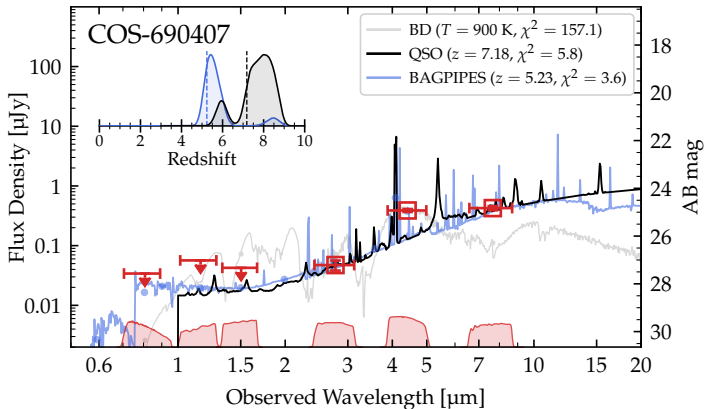 COS-690407
BD (T = 900 K, χ² = 157.1)
QSO (z = 7.18, χ² = 5.8)
BAGPIPES (z = 5.23, χ² = 3.6)
0 2 4 6 8 10
Redshift
Flux Density [μJy]
100
10
1
0.1
0.01
AB mag
18
20
22
24
26
28
30
0.6 1 1.5 2 3 4 5 10 15 20
Observed Wavelength [μm]